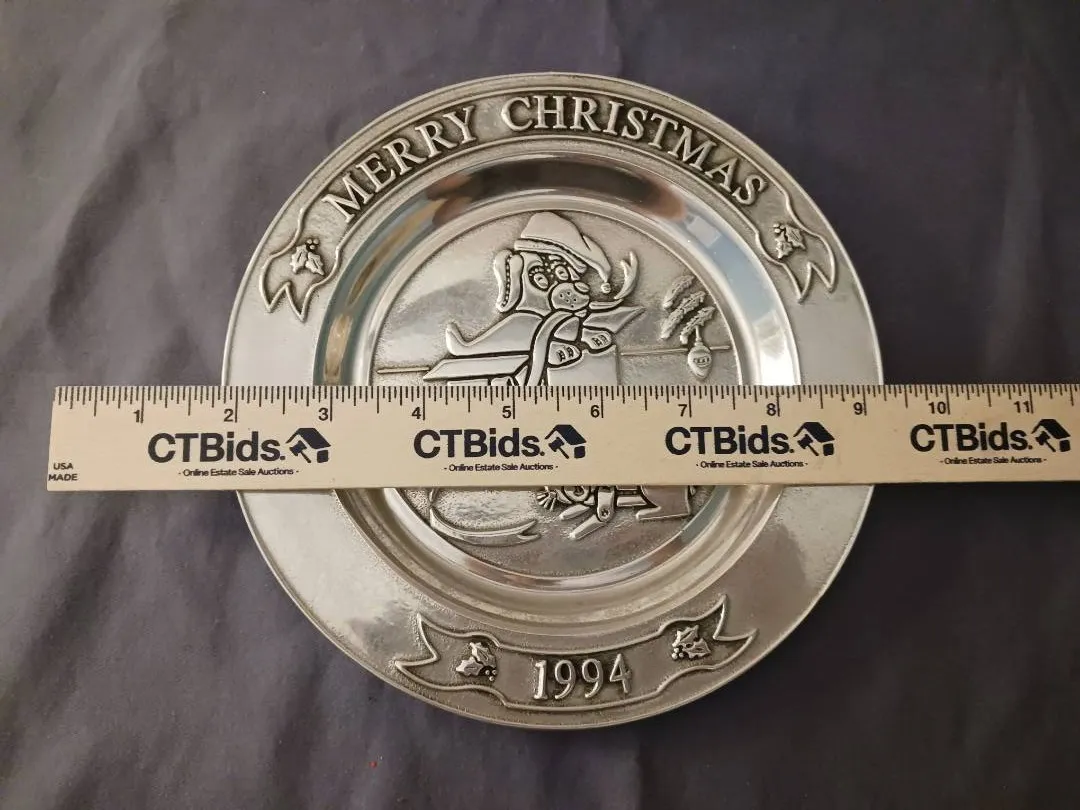 MERRY CHRISTMAS
1 2 3 4 5 6 7 8 9 10 11
CTBids. CTBids. CTBids. CTBids.
- Online Estate Sale Auctions - - Online Estate Sale Auctions - - Online Estate Sale Auctions - - Online Estate Sale Auctions -
USA
MADE
1994